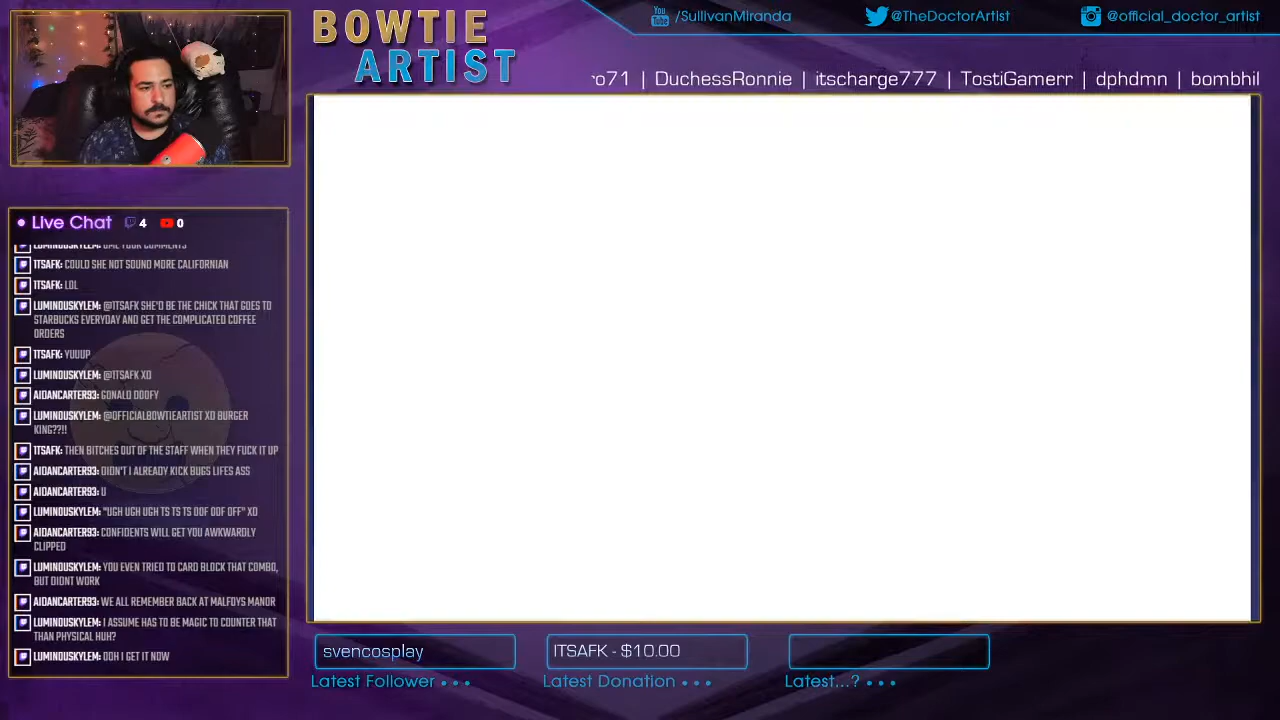 BOWTIE
ARTIST
You Tube /SullivanMiranda
@TheDoctorArtist
@official_doctor_artist
ro71 | DuchessRonnie | itscharge777 | TostiGamerr | dphdmn | bombhil
Live Chat 4 0
ITSAFK: COULD SHE NOT SOUND MORE CALIFORNIAN
ITSAFK: LOL
LUMINOUSKYLEM: @ITSAFK SHE'D BE THE CHICK THAT GOES TO
STARBUCKS EVERYDAY AND GET THE COMPLICATED COFFEE
ORDERS
ITSAFK: YUUUP
LUMINOUSKYLEM: @ITSAFK XD
AIDANCARTER93: GONALD DOOFY
LUMINOUSKYLEM: @OFFICIALBOWTIEARTIST XD BURGER
KING??!!
ITSAFK: THEN BITCHES OUT OF THE STAFF WHEN THEY FUCK IT UP
AIDANCARTER93: DIDN'T I ALREADY KICK BUGS LIFES ASS
AIDANCARTER93: U
LUMINOUSKYLEM: "UGH UGH UGH TS TS TS OOF OOF OFF" XD
AIDANCARTER93: CONFIDENTS WILL GET YOU AWKWARDLY
CLIPPED
LUMINOUSKYLEM: YOU EVEN TRIED TO CARD BLOCK THAT COMBO,
BUT DIDNT WORK
AIDANCARTER93: WE ALL REMEMBER BACK AT MALFOYS MANOR
LUMINOUSKYLEM: I ASSUME HAS TO BE MAGIC TO COUNTER THAT
THAN PHYSICAL HUH?
LUMINOUSKYLEM: OOH I GET IT NOW
svencosplay
Latest Follower
ITSAFK - $10.00
Latest Donation
Latest...?